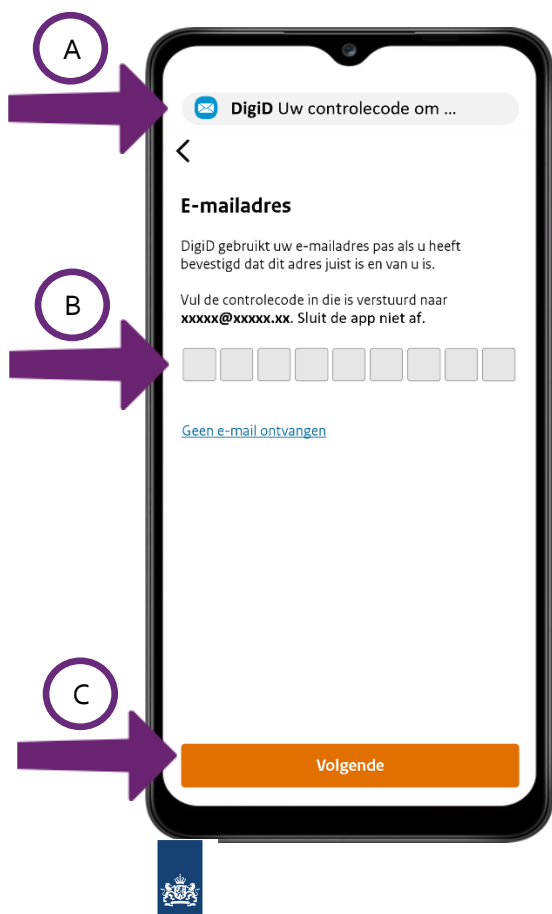 A
DigiD Uw controlecode om ...
E-mailadres
DigiD gebruikt uw e-mailadres pas als u heeft
bevestigd dat dit adres juist is en van u is.
B
Vul de controlecode in die is verstuurd naar
xxxxx@xxxxx.xx. Sluit de app niet af.
Geen e-mail ontvangen
C
Volgende